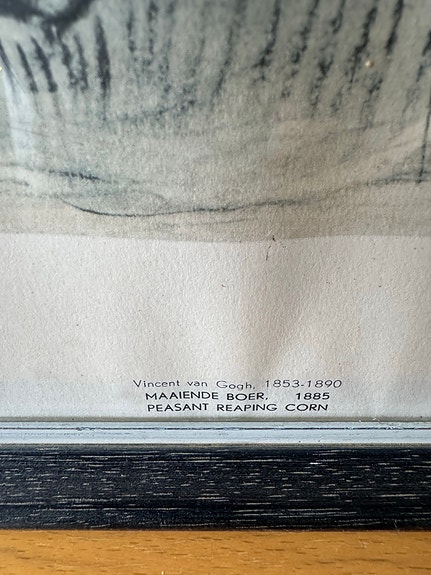 Vincent van Gogh, 1853-1890
MAAIENDE BOER, 1885
PEASANT REAPING CORN